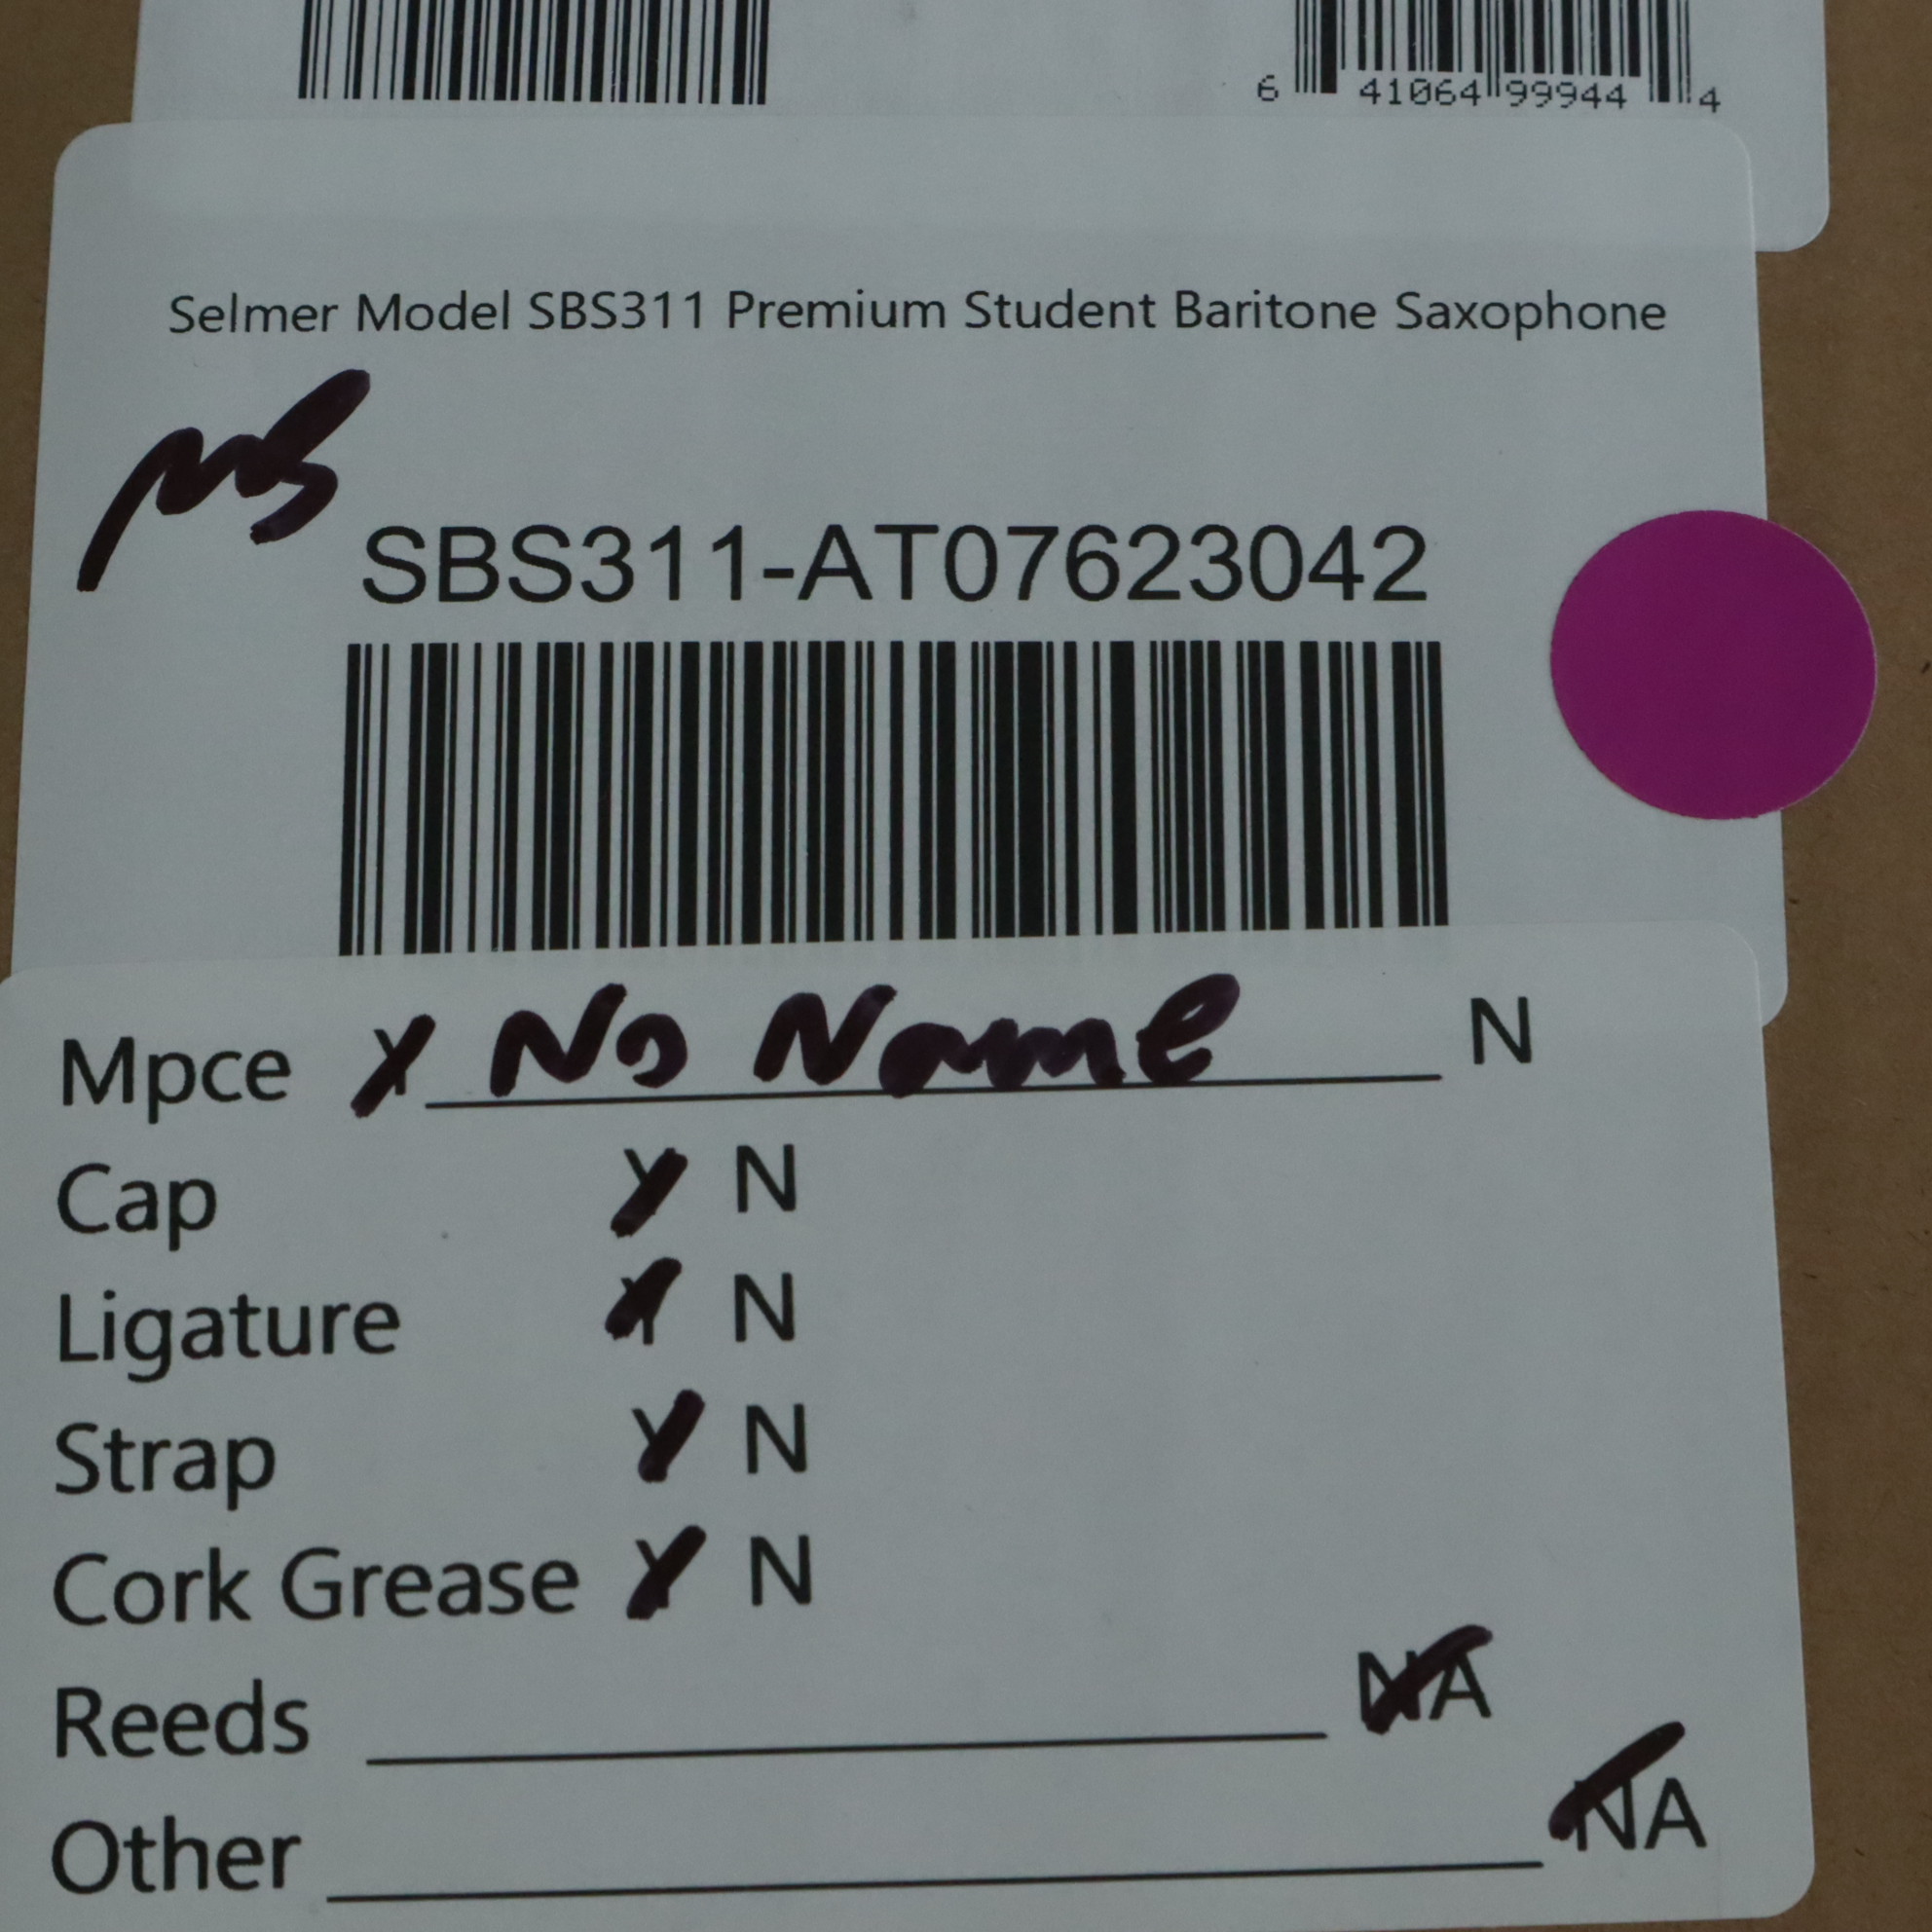 6 41064 99944 4
Selmer Model SBS311 Premium Student Baritone Saxophone
SBS311-AT07623042
Mpce Y No Name N
Cap Y N
Ligature Y N
Strap Y N
Cork Grease Y N
Reeds NA
Other NA